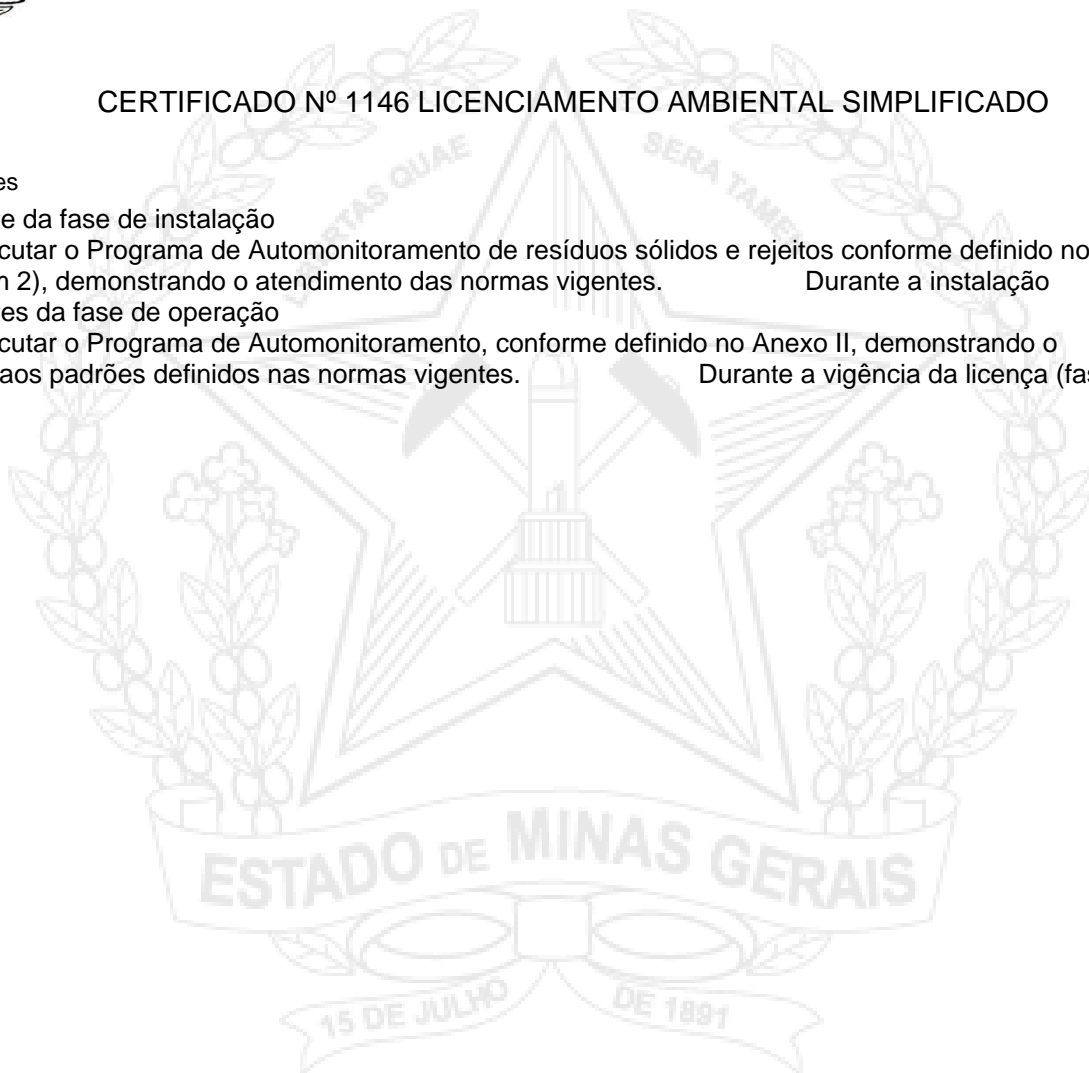 CERTIFICADO Nº 1146 LICENCIAMENTO AMBIENTAL SIMPLIFICADO
es
e da fase de instalação
cutar o Programa de Automonitoramento de resíduos sólidos e rejeitos conforme definido no
m 2), demonstrando o atendimento das normas vigentes. Durante a instalação
es da fase de operação
cutar o Programa de Automonitoramento, conforme definido no Anexo II, demonstrando o
aos padrões definidos nas normas vigentes. Durante a vigência da licença (fas
LIBERTAS QUAE SERA TAMEN
ESTADO DE MINAS GERAIS
15 DE JULHO DE 1891